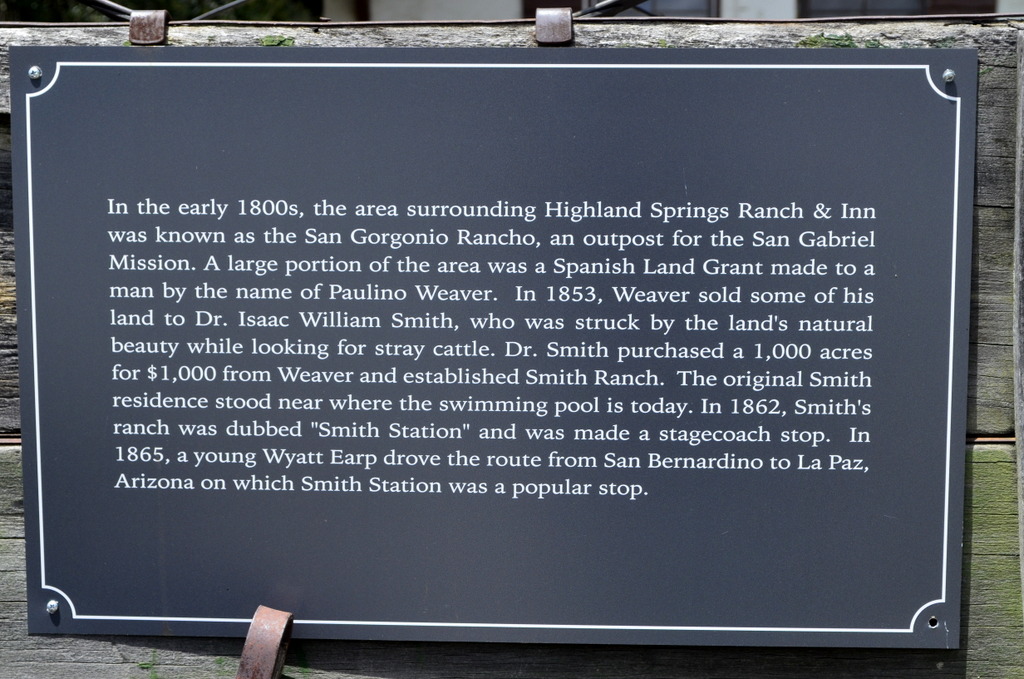 In the early 1800s, the area surrounding Highland Springs Ranch & Inn
was known as the San Gorgonio Rancho, an outpost for the San Gabriel
Mission. A large portion of the area was a Spanish Land Grant made to a
man by the name of Paulino Weaver.  In 1853, Weaver sold some of his
land to Dr. Isaac William Smith, who was struck by the land's natural
beauty while looking for stray cattle. Dr. Smith purchased a 1,000 acres
for $1,000 from Weaver and established Smith Ranch.  The original Smith
residence stood near where the swimming pool is today. In 1862, Smith's
ranch was dubbed "Smith Station" and was made a stagecoach stop.  In
1865, a young Wyatt Earp drove the route from San Bernardino to La Paz,
Arizona on which Smith Station was a popular stop.